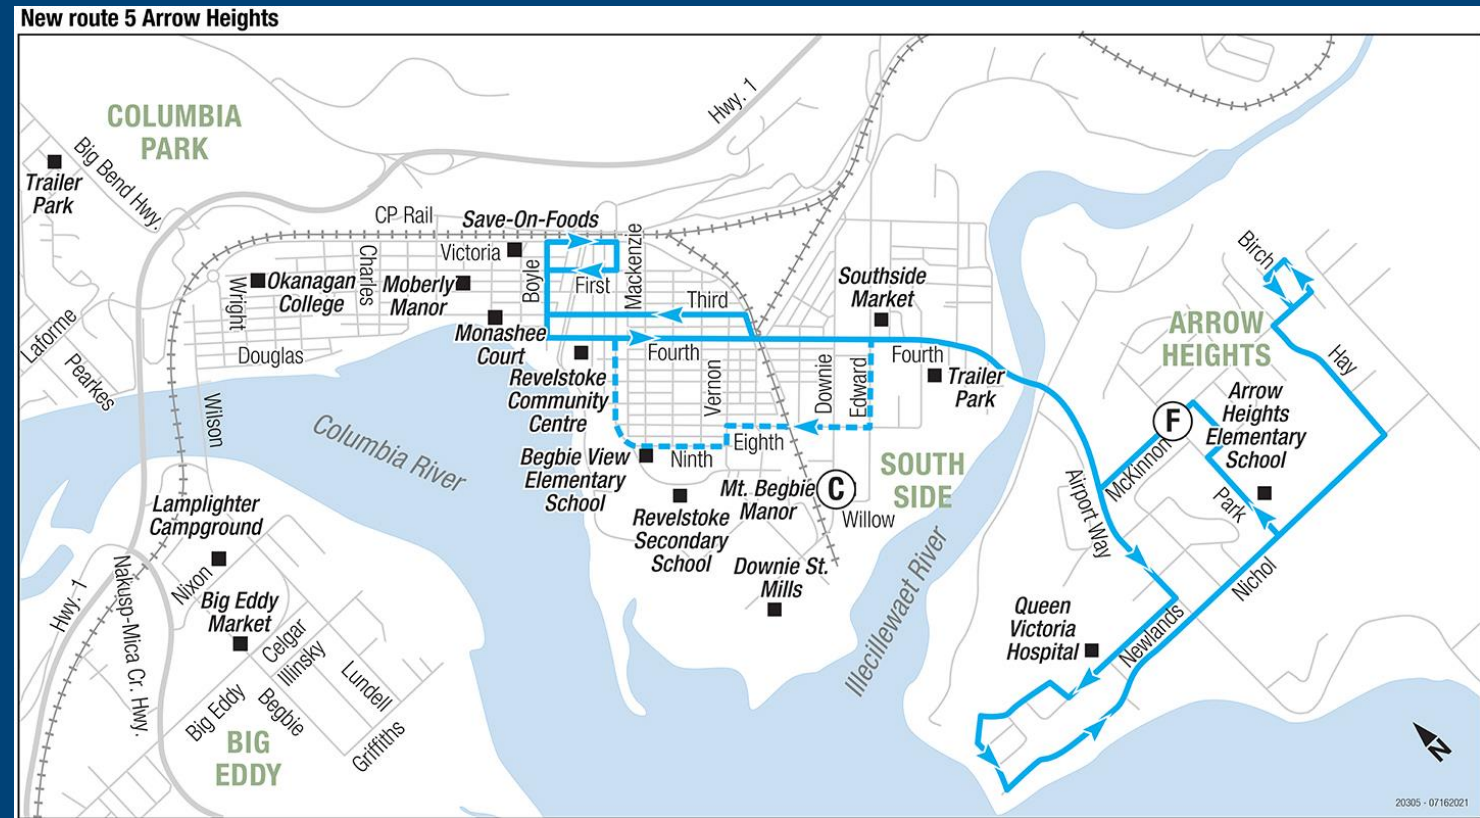 New route 5 Arrow Heights
COLUMBIA
PARK
Trailer
Park
Big Bend Hwy.
Hwy. 1
CP Rail
Save-On-Foods
Victoria
Mackenzie
Charles
Boyle
First
Wright
Okanagan
College
Moberly
Manor
Third
Southside
Market
Birch
Laforme
Monashee
Court
ARROW
HEIGHTS
Douglas
Fourth
Fourth
Hay
Pearkes
Revelstoke
Community
Centre
Vernon
Downie
Edward
Trailer
Park
Arrow
Heights
Elementary
School
Wilson
Columbia River
F
Eighth
Begbie View
Elementary
School
Ninth
SOUTH
SIDE
McKinnon
Airport Way
Park
Mt. Begbie
Manor
C
Willow
Lamplighter
Campground
Revelstoke
Secondary
School
Downie St.
Mills
Illecillewaet River
Nichol
Hwy. 1
Nakusp-Mica Cr. Hwy.
Nixon
Big Eddy
Market
Queen
Victoria
Hospital
Newlands
Celgar
Illinsky
Lundell
Big Eddy
Begbie
Griffiths
BIG
EDDY
N
20305 - 07162021